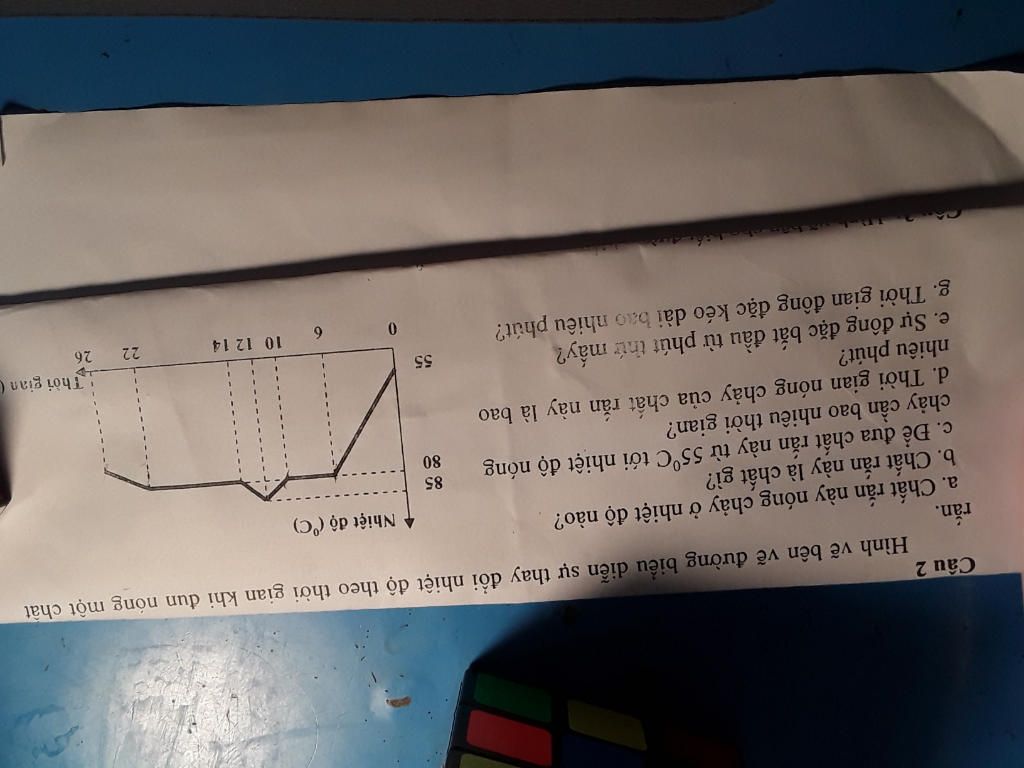 Câu 2
Hình vẽ bên vẽ đường biểu diễn sự thay đổi nhiệt độ theo thời gian khi đun nóng một chất
rắn.
a. Chất rắn này nóng chảy ở nhiệt độ nào?
b. Chất rắn này là chất gì?
c. Để đưa chất rắn này từ 55⁰C tới nhiệt độ nóng
chảy cần bao nhiêu thời gian?
d. Thời gian nóng chảy của chất rắn này là bao
nhiêu phút?
e. Sự đông đặc bắt đầu từ phút thứ mấy?
g. Thời gian đông đặc kéo dài bao nhiêu phút?
Nhiệt độ (⁰C)
85
80
55
0 6 10 12 14 22 26
Thời gian (